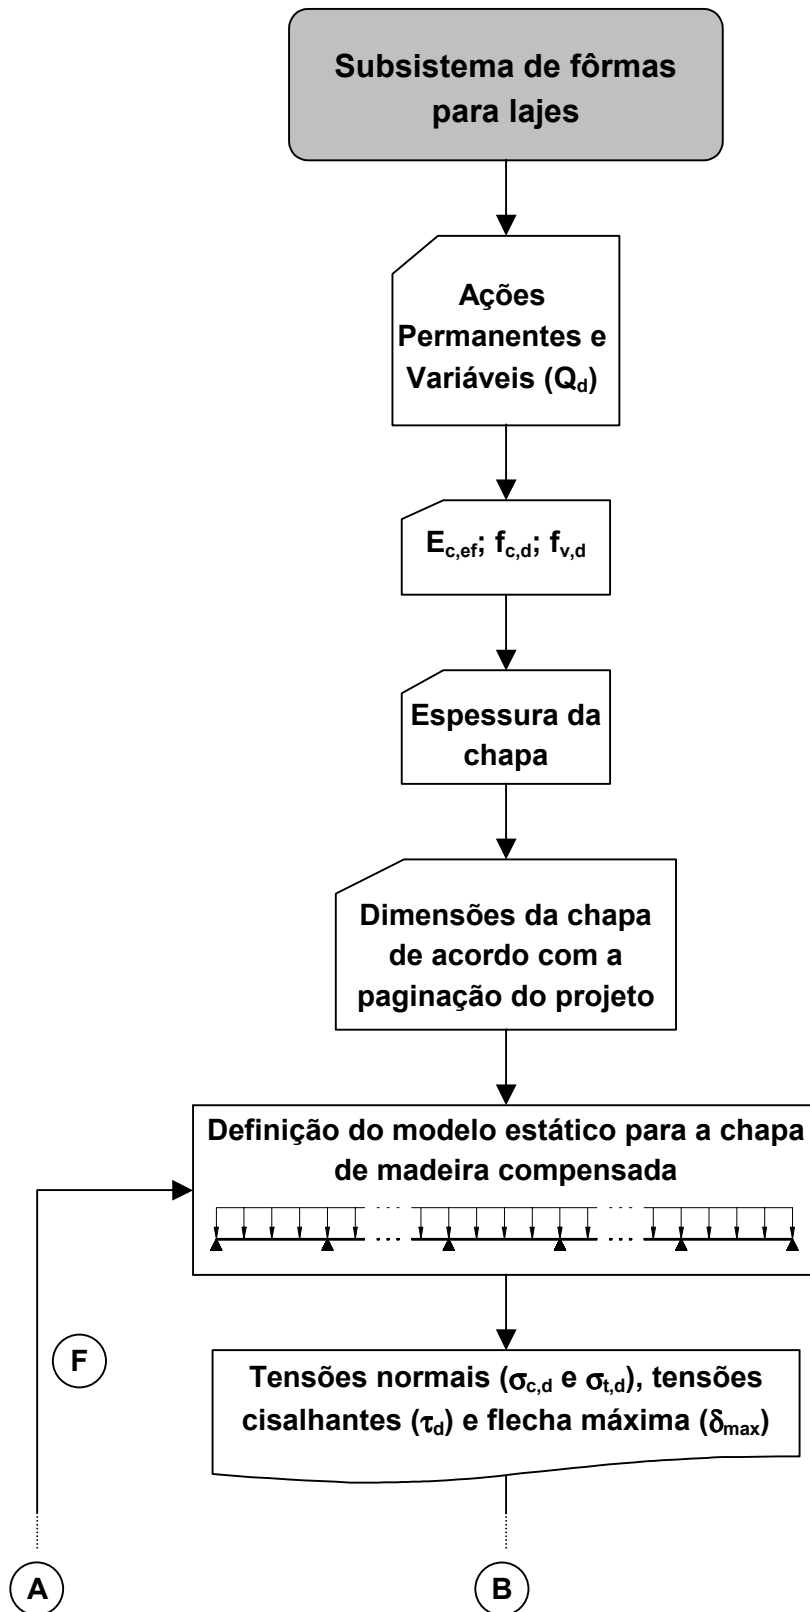 Subsistema de fôrmas
para lajes
Ações
Permanentes e
Variáveis (Qd)
Ec,ef; fc,d; fv,d
Espessura da
chapa
Dimensões da chapa
de acordo com a
paginação do projeto
Definição do modelo estático para a chapa
de madeira compensada
F
Tensões normais (σc,d e σt,d), tensões
cisalhantes (τd) e flecha máxima (δmax)
A
B